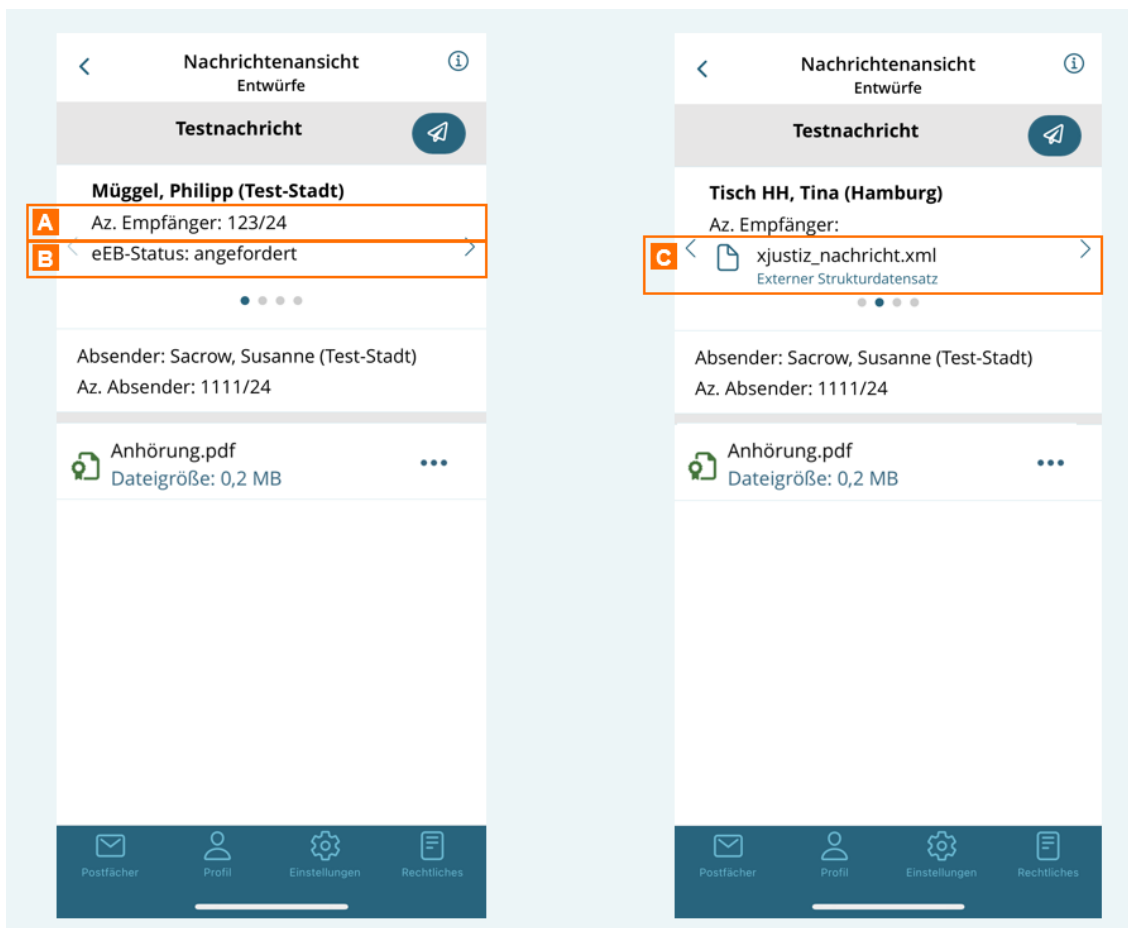 Nachrichtenansicht
Entwürfe
Testnachricht
Müggel, Philipp (Test-Stadt)
A
Az. Empfänger: 123/24
B
eEB-Status: angefordert
Absender: Sacrow, Susanne (Test-Stadt)
Az. Absender: 1111/24
Anhörung.pdf
Dateigröße: 0,2 MB
Postfächer Profil Einstellungen Rechtliches
Nachrichtenansicht
Entwürfe
Testnachricht
Tisch HH, Tina (Hamburg)
Az. Empfänger:
C
xjustiz_nachricht.xml
Externer Strukturdatensatz
Absender: Sacrow, Susanne (Test-Stadt)
Az. Absender: 1111/24
Anhörung.pdf
Dateigröße: 0,2 MB
Postfächer Profil Einstellungen Rechtliches